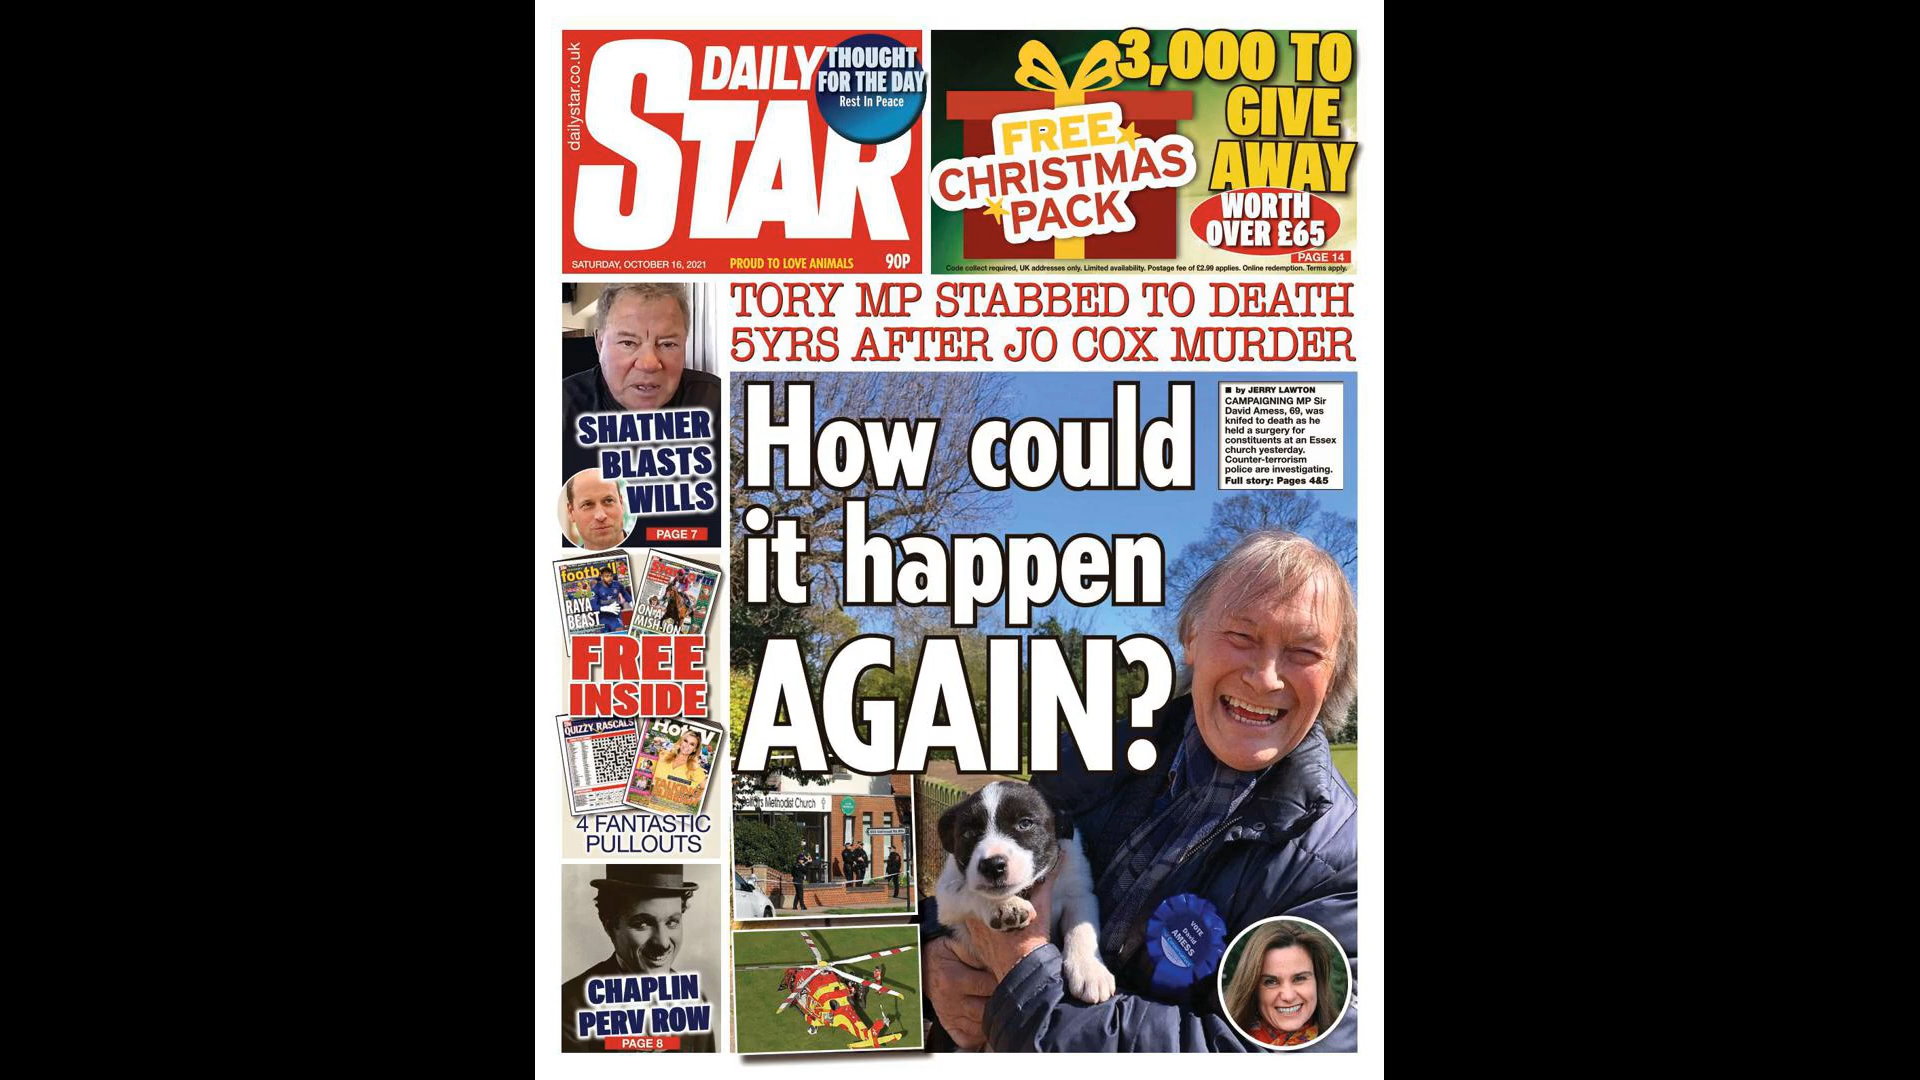 dailystar.co.uk
DAILY
STAR
THOUGHT
FOR THE DAY
Rest In Peace
SATURDAY, OCTOBER 16, 2021
PROUD TO LOVE ANIMALS
90P
3,000 TO
GIVE
AWAY
FREE
CHRISTMAS
PACK
WORTH
OVER £65
PAGE 14
Code collect required, UK addresses only. Limited availability. Postage fee of £2.99 applies. Online redemption. Terms apply.
TORY MP STABBED TO DEATH
5YRS AFTER JO COX MURDER
SHATNER
BLASTS
WILLS
PAGE 7
football
RAYA
BEAST
ON A
MISH-ION
FREE
INSIDE
QUIZZY RASCALS
HotTV
4 FANTASTIC
PULLOUTS
CHAPLIN
PERV ROW
PAGE 8
How could
it happen
AGAIN?
by JERRY LAWTON
CAMPAIGNING MP Sir
David Amess, 69, was
knifed to death as he
held a surgery for
constituents at an Essex
church yesterday.
Counter-terrorism
police are investigating.
Full story: Pages 4&5
Methodist Church
VOTE
David
AMESS